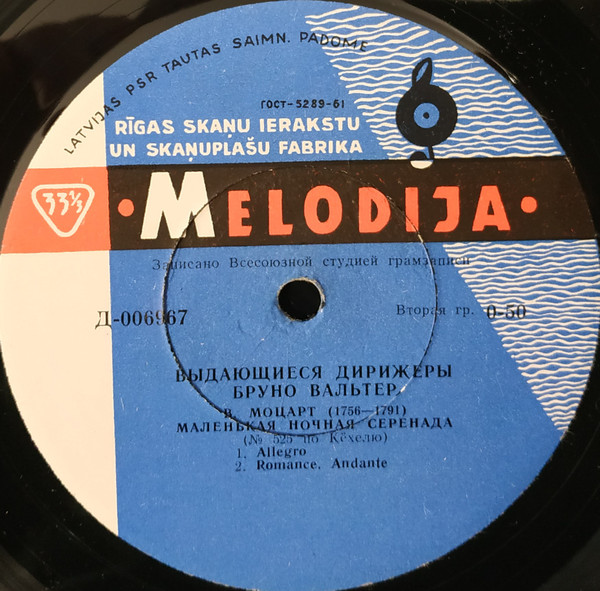 LATVIJAS PSR TAUTAS SAIMN. PADOME
ГОСТ-5289-61
RĪGAS SKAŅU IERAKSTU
UN SKAŅUPLAŠU FABRIKA
33⅓
·MELODIJA·
Записано Всесоюзной студией грамзаписи
Д-006967
Вторая гр. 0-50
ВЫДАЮЩИЕСЯ ДИРИЖЕРЫ
БРУНО ВАЛЬТЕР
В. МОЦАРТ (1756—1791)
МАЛЕНЬКАЯ НОЧНАЯ СЕРЕНАДА
(№ 525 по Кёхелю)
1. Allegro
2. Romance. Andante